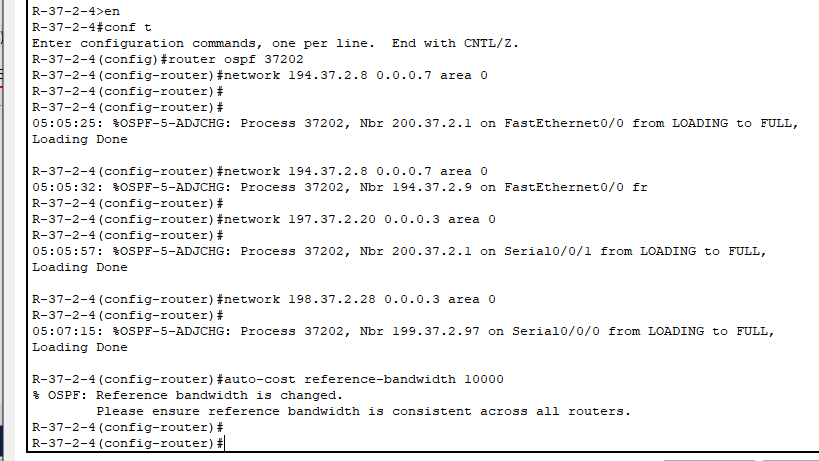 R-37-2-4>en
R-37-2-4#conf t
Enter configuration commands, one per line.  End with CNTL/Z.
R-37-2-4(config)#router ospf 37202
R-37-2-4(config-router)#network 194.37.2.8 0.0.0.7 area 0
R-37-2-4(config-router)#
R-37-2-4(config-router)#
05:05:25: %OSPF-5-ADJCHG: Process 37202, Nbr 200.37.2.1 on FastEthernet0/0 from LOADING to FULL,
Loading Done

R-37-2-4(config-router)#network 194.37.2.8 0.0.0.7 area 0
05:05:32: %OSPF-5-ADJCHG: Process 37202, Nbr 194.37.2.9 on FastEthernet0/0 fr
R-37-2-4(config-router)#
R-37-2-4(config-router)#network 197.37.2.20 0.0.0.3 area 0
R-37-2-4(config-router)#
05:05:57: %OSPF-5-ADJCHG: Process 37202, Nbr 200.37.2.1 on Serial0/0/1 from LOADING to FULL,
Loading Done

R-37-2-4(config-router)#network 198.37.2.28 0.0.0.3 area 0
R-37-2-4(config-router)#
05:07:15: %OSPF-5-ADJCHG: Process 37202, Nbr 199.37.2.97 on Serial0/0/0 from LOADING to FULL,
Loading Done

R-37-2-4(config-router)#auto-cost reference-bandwidth 10000
% OSPF: Reference bandwidth is changed.
        Please ensure reference bandwidth is consistent across all routers.
R-37-2-4(config-router)#
R-37-2-4(config-router)#